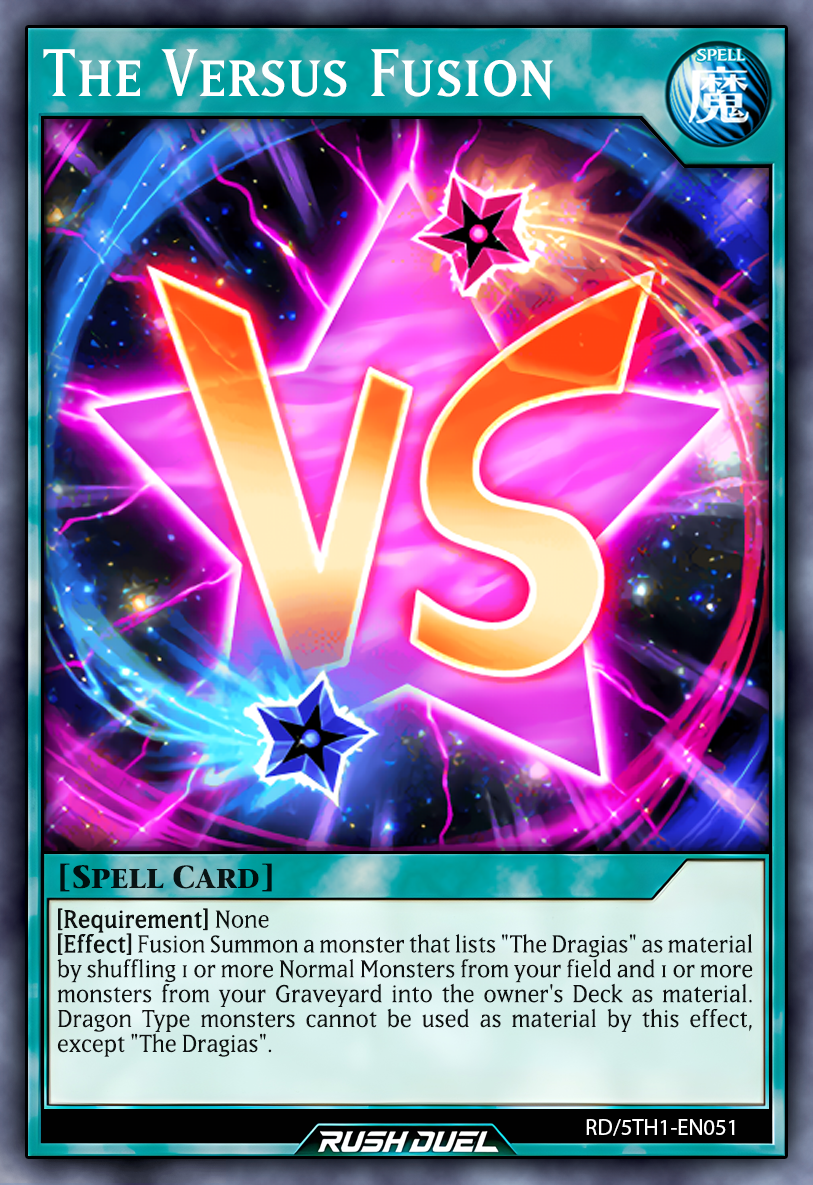 The Versus Fusion
SPELL
魔
VS
[Spell Card]
[Requirement] None
[Effect] Fusion Summon a monster that lists "The Dragias" as material
by shuffling 1 or more Normal Monsters from your field and 1 or more
monsters from your Graveyard into the owner's Deck as material.
Dragon Type monsters cannot be used as material by this effect,
except "The Dragias".
RD/5TH1-EN051
RUSH DUEL